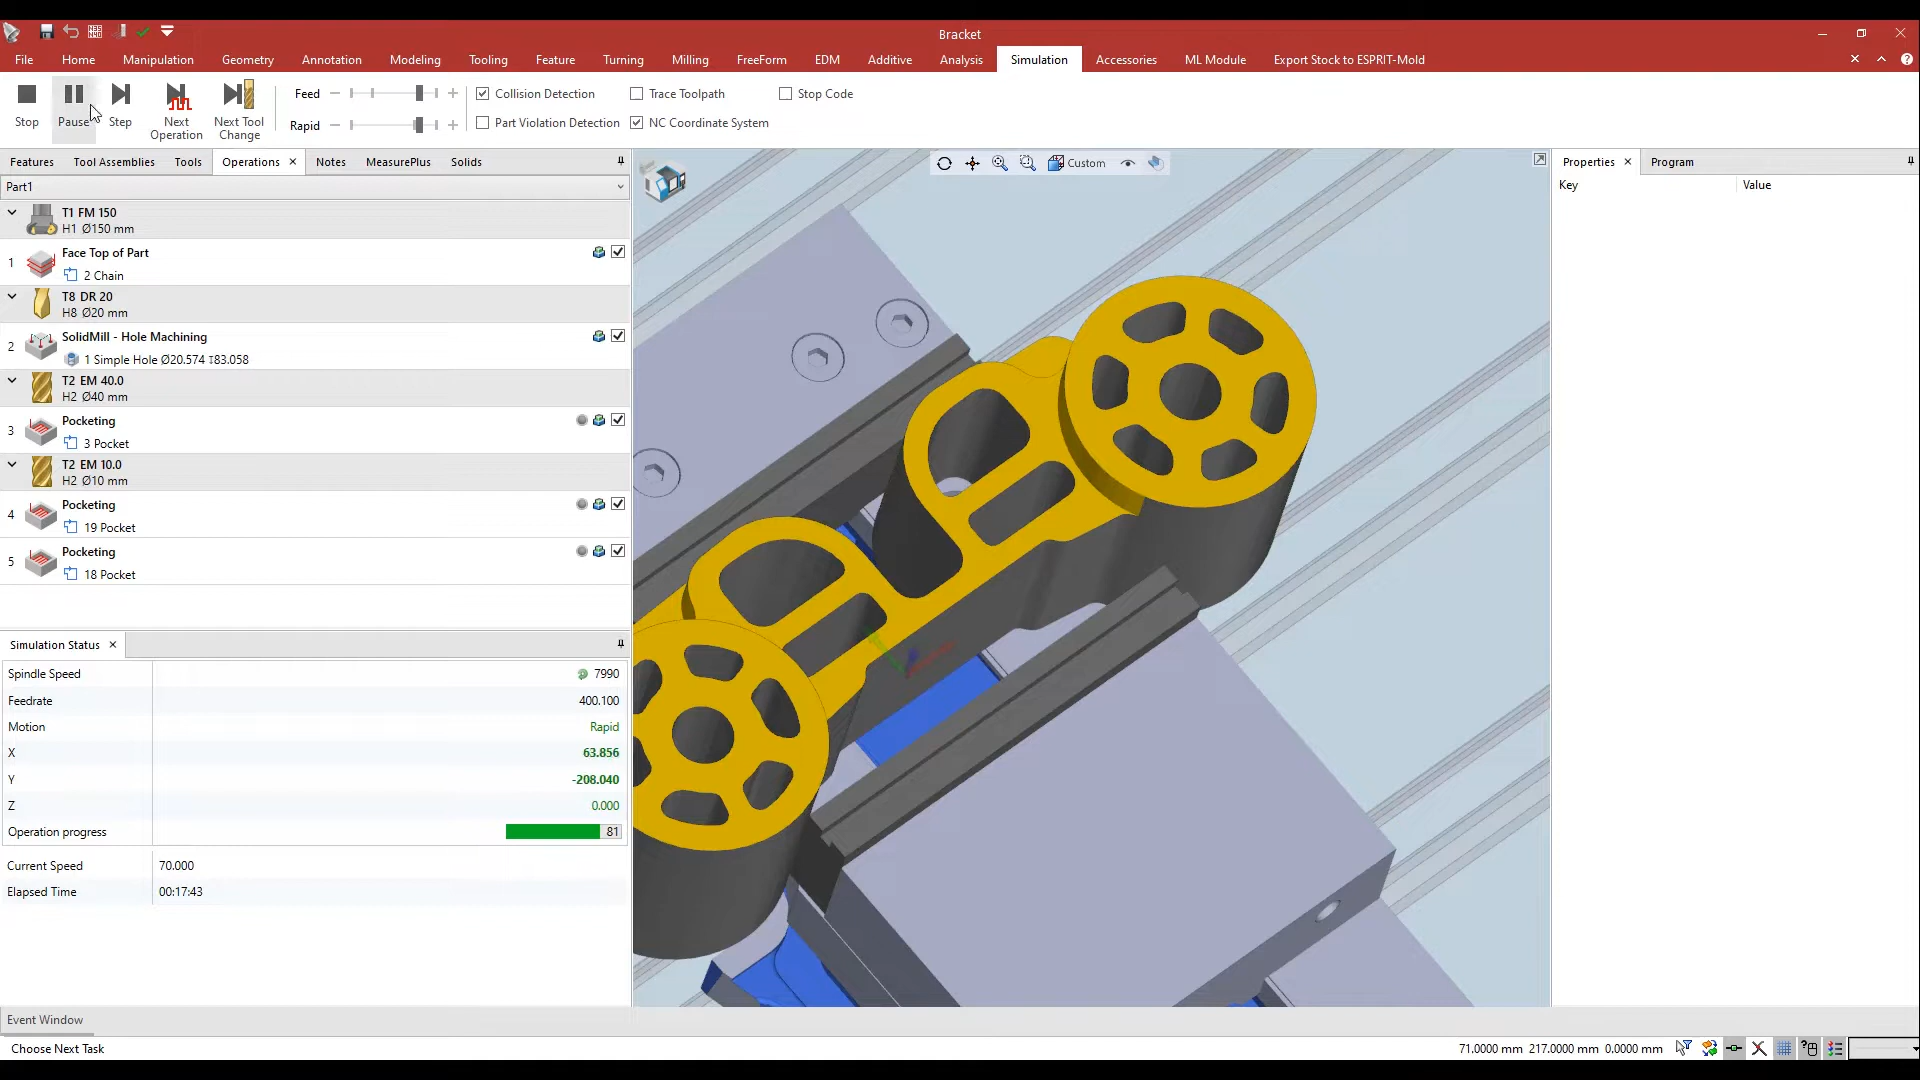 Bracket
File Home Manipulation Geometry Annotation Modeling Tooling Feature Turning Milling FreeForm EDM Additive Analysis Simulation Accessories ML Module Export Stock to ESPRIT-Mold
Stop Pause Step Next Operation Next Tool Change
Feed Collision Detection Trace Toolpath Stop Code
Rapid Part Violation Detection NC Coordinate System
Features Tool Assemblies Tools Operations Notes MeasurePlus Solids
Custom
Properties Program
Part1
Key Value
T1 FM 150
H1 Ø150 mm
1 Face Top of Part
2 Chain
T8 DR 20
H8 Ø20 mm
2 SolidMill - Hole Machining
1 Simple Hole Ø20.574 ↧83.058
T2 EM 40.0
H2 Ø40 mm
3 Pocketing
3 Pocket
T2 EM 10.0
H2 Ø10 mm
4 Pocketing
19 Pocket
5 Pocketing
18 Pocket
Simulation Status
Spindle Speed 7990
Feedrate 400.100
Motion Rapid
X 63.856
Y -208.040
Z 0.000
Operation progress 81
Current Speed 70.000
Elapsed Time 00:17:43
Event Window
Choose Next Task
71.0000 mm 217.0000 mm 0.0000 mm